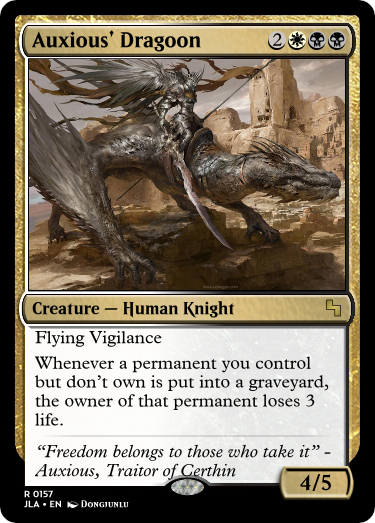 Auxious' Dragoon 2
Creature — Human Knight
Flying Vigilance
Whenever a permanent you control
but don't own is put into a graveyard,
the owner of that permanent loses 3
life.
"Freedom belongs to those who take it" -
Auxious, Traitor of Certhin
4/5
R 0157
JLA • EN Dongjunlu